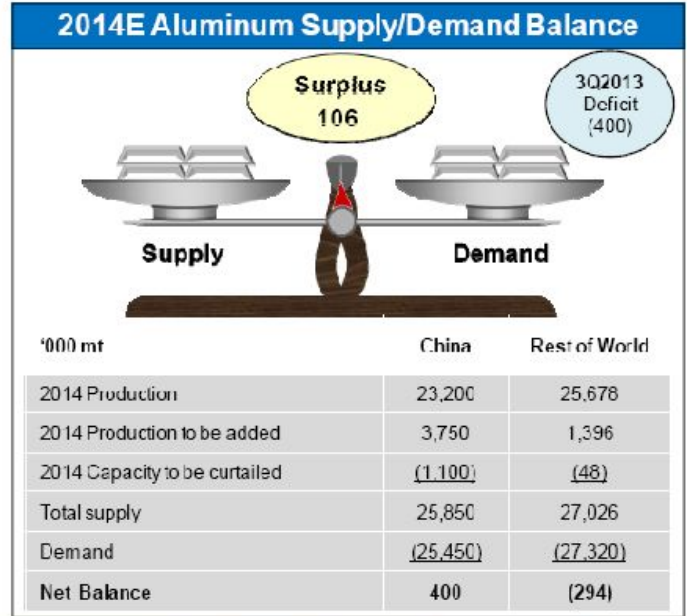 2014E Aluminum Supply/Demand Balance
Surplus
106
3Q2013
Deficit
(400)
Supply
Demand
'000 mt China Rest of World
2014 Production 23,200 25,678
2014 Production to be added 3,750 1,396
2014 Capacity to be curtailed (1,100) (48)
Total supply 25,850 27,026
Demand (25,450) (27,320)
Net Balance 400 (294)